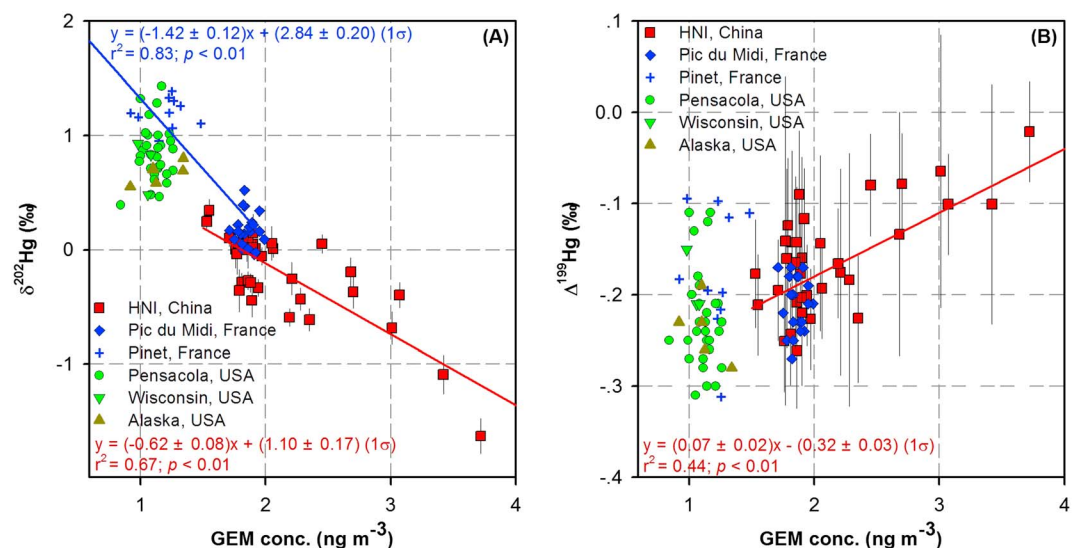 (A)
y = (-1.42 ± 0.12)x + (2.84 ± 0.20) (1σ)
r² = 0.83; p < 0.01
2
1
0
-1
δ²⁰²Hg (‰)
HNI, China
Pic du Midi, France
Pinet, France
Pensacola, USA
Wisconsin, USA
Alaska, USA
y = (-0.62 ± 0.08)x + (1.10 ± 0.17) (1σ)
r² = 0.67; p < 0.01
1 2 3 4
GEM conc. (ng m⁻³)
(B)
HNI, China
Pic du Midi, France
Pinet, France
Pensacola, USA
Wisconsin, USA
Alaska, USA
0.0
-.1
-.2
-.3
-.4
Δ¹⁹⁹Hg (‰)
y = (0.07 ± 0.02)x - (0.32 ± 0.03) (1σ)
r² = 0.44; p < 0.01
1 2 3 4
GEM conc. (ng m⁻³)